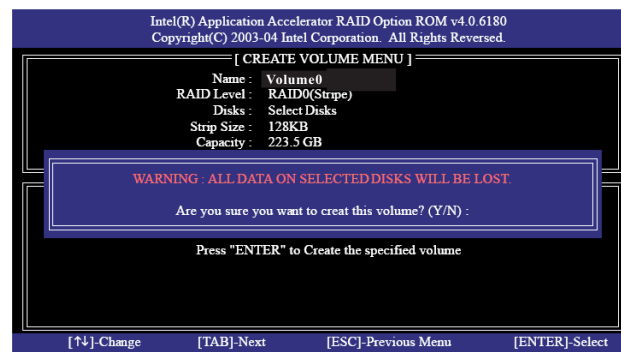 Intel(R) Application Accelerator RAID Option ROM v4.0.6180
Copyright(C) 2003-04 Intel Corporation. All Rights Reversed.
[ CREATE VOLUME MENU ]
Name : Volume0
RAID Level : RAID0(Stripe)
Disks : Select Disks
Strip Size : 128KB
Capacity : 223.5 GB
WARNING : ALL DATA ON SELECTED DISKS WILL BE LOST.
Are you sure you want to creat this volume? (Y/N) :
Press "ENTER" to Create the specified volume
[↑↓]-Change [TAB]-Next [ESC]-Previous Menu [ENTER]-Select